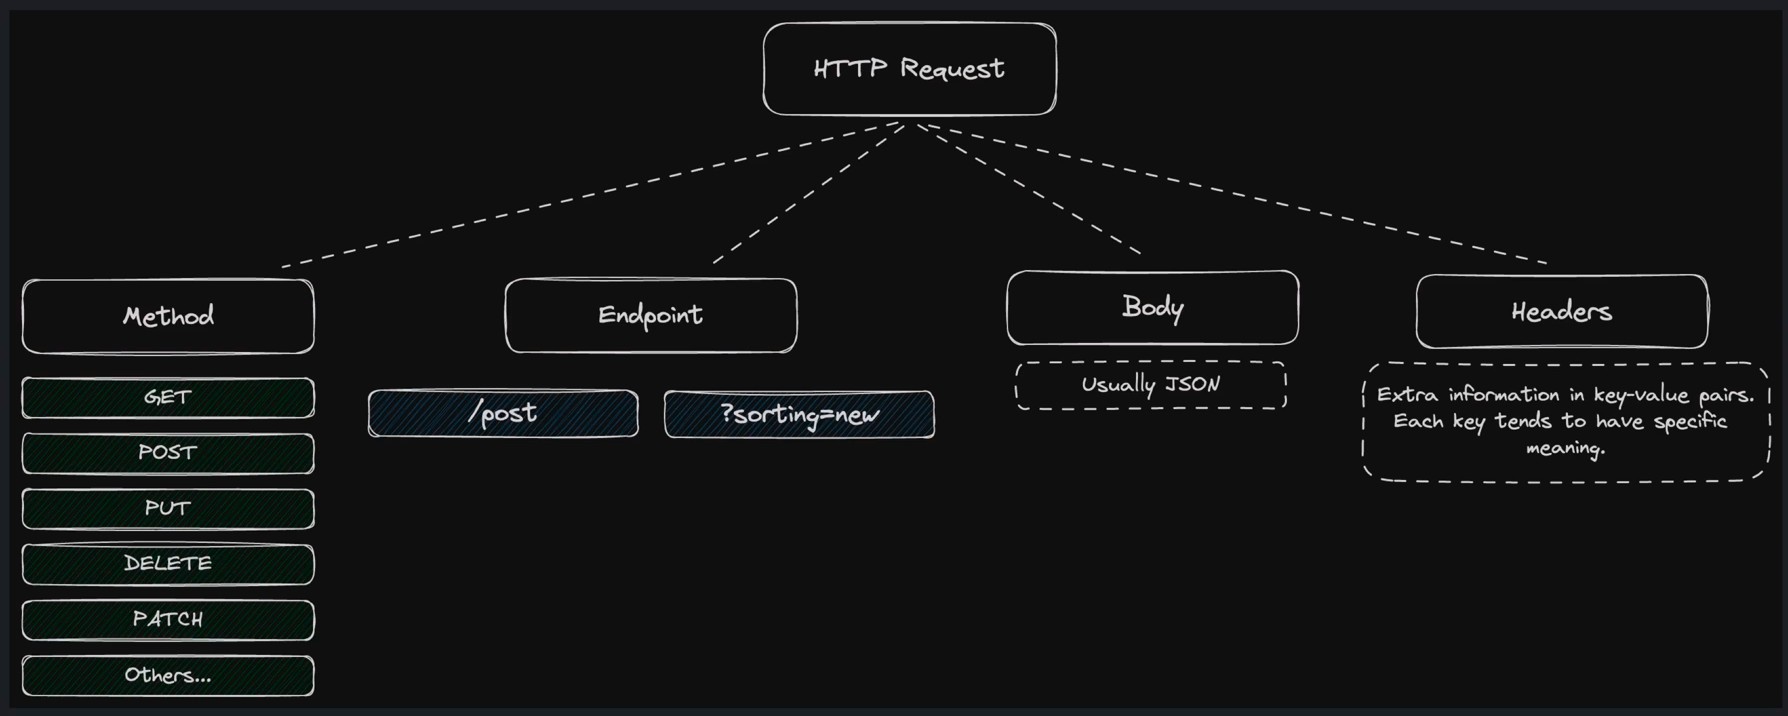 HTTP Request
Method
Endpoint
Body
Headers
GET
POST
PUT
DELETE
PATCH
Others...
/post
?sorting=new
Usually JSON
Extra information in key-value pairs.
Each key tends to have specific
meaning.